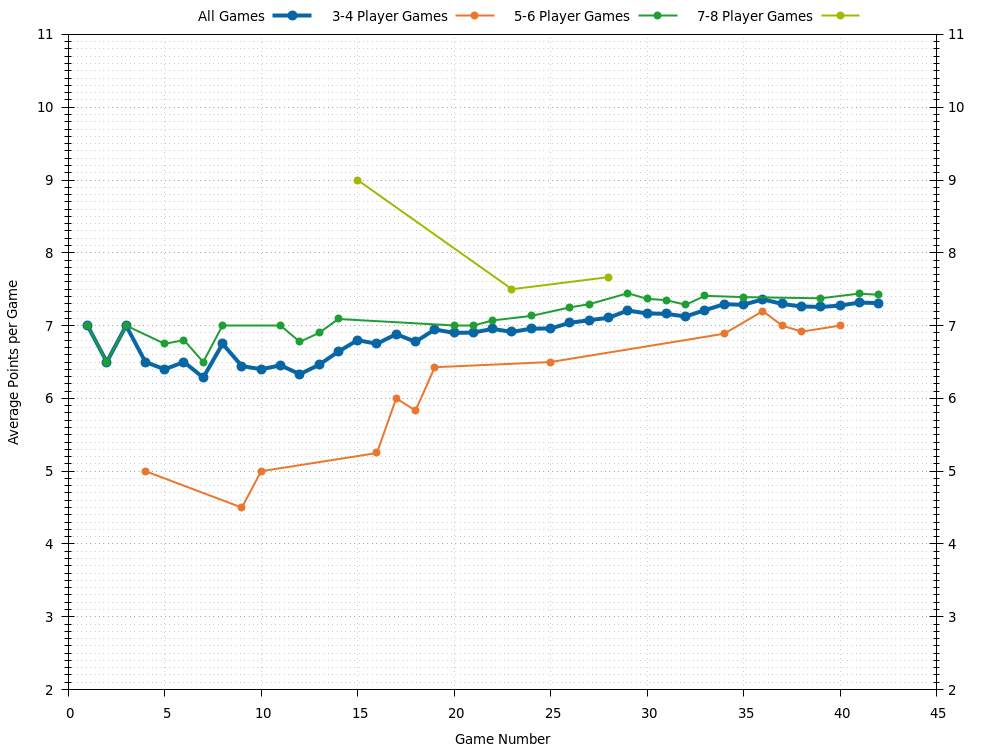 All Games 3-4 Player Games 5-6 Player Games 7-8 Player Games
11 11
10 10
9 9
8 8
7 7
6 6
5 5
4 4
3 3
2 2
Average Points per Game
0 5 10 15 20 25 30 35 40 45
Game Number